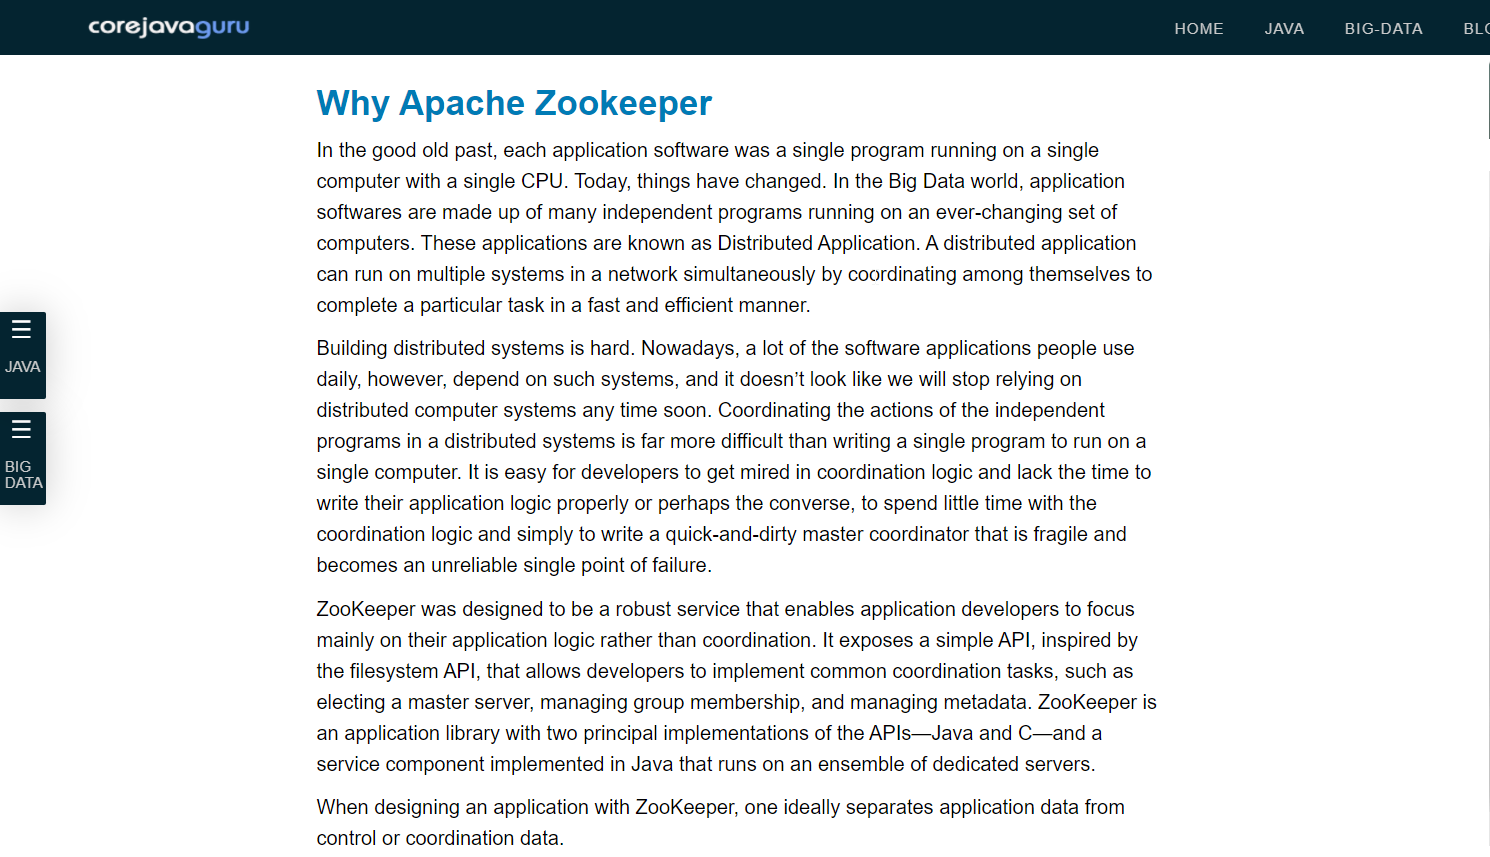 corejavaguru
HOME
JAVA
BIG-DATA
Why Apache Zookeeper
In the good old past, each application software was a single program running on a single
computer with a single CPU. Today, things have changed. In the Big Data world, application
softwares are made up of many independent programs running on an ever-changing set of
computers. These applications are known as Distributed Application. A distributed application
can run on multiple systems in a network simultaneously by coordinating among themselves to
complete a particular task in a fast and efficient manner.
Building distributed systems is hard. Nowadays, a lot of the software applications people use
daily, however, depend on such systems, and it doesn’t look like we will stop relying on
distributed computer systems any time soon. Coordinating the actions of the independent
programs in a distributed systems is far more difficult than writing a single program to run on a
single computer. It is easy for developers to get mired in coordination logic and lack the time to
write their application logic properly or perhaps the converse, to spend little time with the
coordination logic and simply to write a quick-and-dirty master coordinator that is fragile and
becomes an unreliable single point of failure.
ZooKeeper was designed to be a robust service that enables application developers to focus
mainly on their application logic rather than coordination. It exposes a simple API, inspired by
the filesystem API, that allows developers to implement common coordination tasks, such as
electing a master server, managing group membership, and managing metadata. ZooKeeper is
an application library with two principal implementations of the APIs—Java and C—and a
service component implemented in Java that runs on an ensemble of dedicated servers.
When designing an application with ZooKeeper, one ideally separates application data from
control or coordination data.
JAVA
BIG
DATA